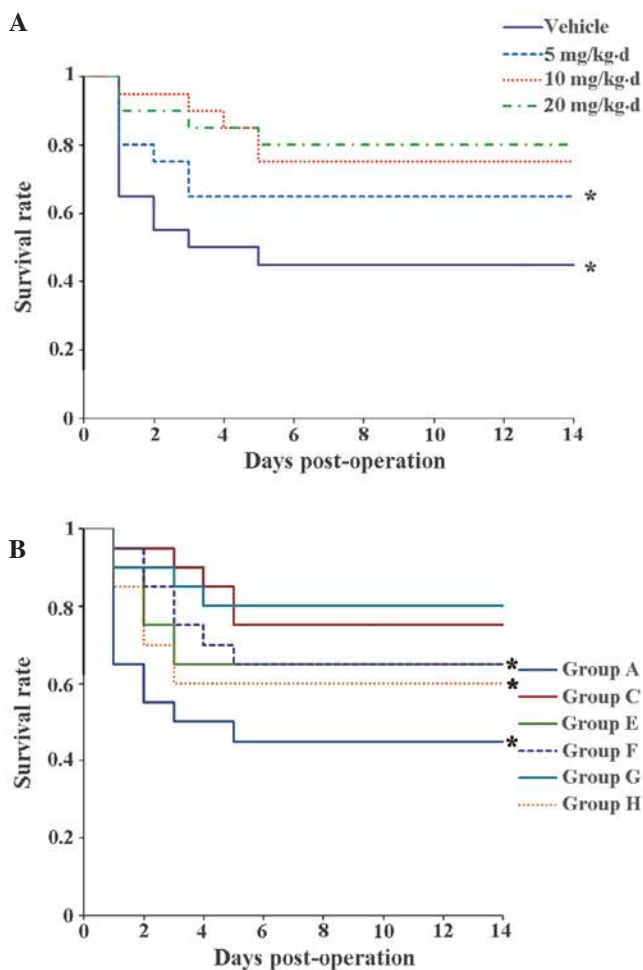 A
Vehicle
5 mg/kg·d
10 mg/kg·d
20 mg/kg·d
1
0.8
0.6
0.4
0.2
0
Survival rate
*
*
0 2 4 6 8 10 12 14
Days post-operation
B
1
0.8
0.6
0.4
0.2
0
Survival rate
*
*
*
Group A
Group C
Group E
Group F
Group G
Group H
0 2 4 6 8 10 12 14
Days post-operation